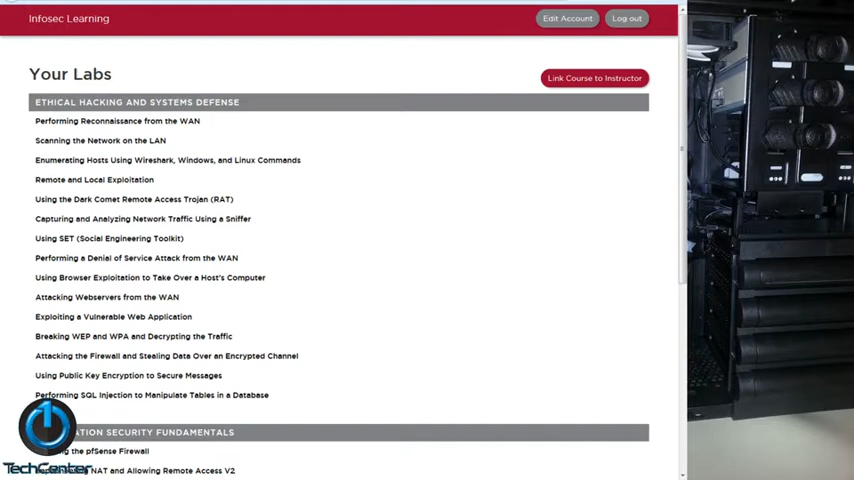 Infosec Learning
Edit Account
Log out
Your Labs
Link Course to Instructor
ETHICAL HACKING AND SYSTEMS DEFENSE
Performing Reconnaissance from the WAN
Scanning the Network on the LAN
Enumerating Hosts Using Wireshark, Windows, and Linux Commands
Remote and Local Exploitation
Using the Dark Comet Remote Access Trojan (RAT)
Capturing and Analyzing Network Traffic Using a Sniffer
Using SET (Social Engineering Toolkit)
Performing a Denial of Service Attack from the WAN
Using Browser Exploitation to Take Over a Host's Computer
Attacking Webservers from the WAN
Exploiting a Vulnerable Web Application
Breaking WEP and WPA and Decrypting the Traffic
Attacking the Firewall and Stealing Data Over an Encrypted Channel
Using Public Key Encryption to Secure Messages
Performing SQL Injection to Manipulate Tables in a Database
SECURITY FUNDAMENTALS
the pfSense Firewall
TechCenter
NAT and Allowing Remote Access V2